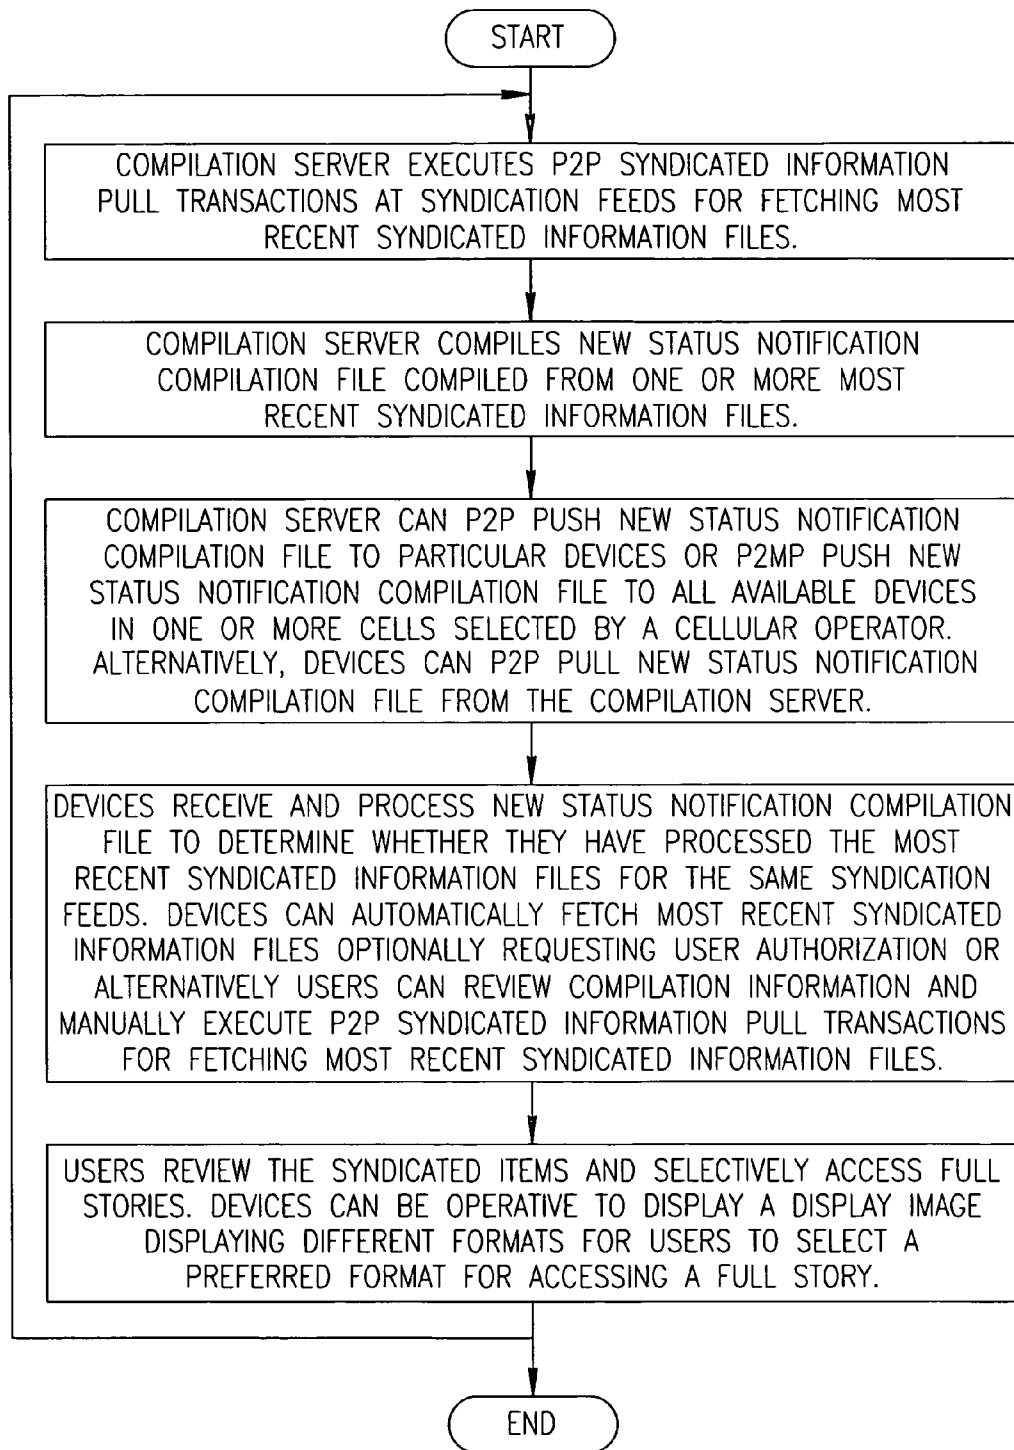 START
COMPILATION SERVER EXECUTES P2P SYNDICATED INFORMATION
PULL TRANSACTIONS AT SYNDICATION FEEDS FOR FETCHING MOST
RECENT SYNDICATED INFORMATION FILES.
COMPILATION SERVER COMPILES NEW STATUS NOTIFICATION
COMPILATION FILE COMPILED FROM ONE OR MORE MOST
RECENT SYNDICATED INFORMATION FILES.
COMPILATION SERVER CAN P2P PUSH NEW STATUS NOTIFICATION
COMPILATION FILE TO PARTICULAR DEVICES OR P2MP PUSH NEW
STATUS NOTIFICATION COMPILATION FILE TO ALL AVAILABLE DEVICES
IN ONE OR MORE CELLS SELECTED BY A CELLULAR OPERATOR.
ALTERNATIVELY, DEVICES CAN P2P PULL NEW STATUS NOTIFICATION
COMPILATION FILE FROM THE COMPILATION SERVER.
DEVICES RECEIVE AND PROCESS NEW STATUS NOTIFICATION COMPILATION
FILE TO DETERMINE WHETHER THEY HAVE PROCESSED THE MOST
RECENT SYNDICATED INFORMATION FILES FOR THE SAME SYNDICATION
FEEDS. DEVICES CAN AUTOMATICALLY FETCH MOST RECENT SYNDICATED
INFORMATION FILES OPTIONALLY REQUESTING USER AUTHORIZATION OR
ALTERNATIVELY USERS CAN REVIEW COMPILATION INFORMATION AND
MANUALLY EXECUTE P2P SYNDICATED INFORMATION PULL TRANSACTIONS
FOR FETCHING MOST RECENT SYNDICATED INFORMATION FILES.
USERS REVIEW THE SYNDICATED ITEMS AND SELECTIVELY ACCESS FULL
STORIES. DEVICES CAN BE OPERATIVE TO DISPLAY A DISPLAY IMAGE
DISPLAYING DIFFERENT FORMATS FOR USERS TO SELECT A
PREFERRED FORMAT FOR ACCESSING A FULL STORY.
END